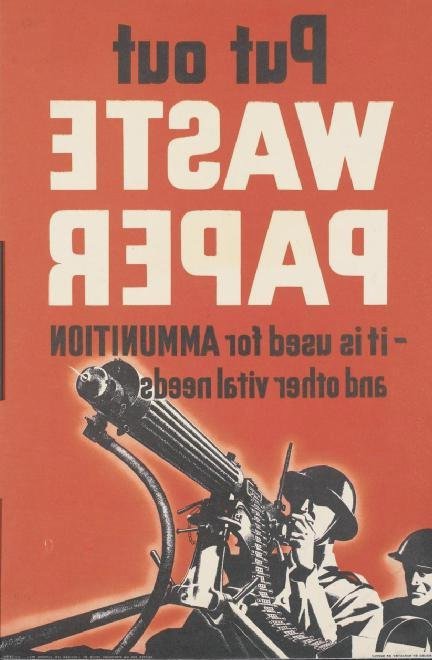 Put out
WASTE
PAPER
- it is used for AMMUNITION
and other vital needs